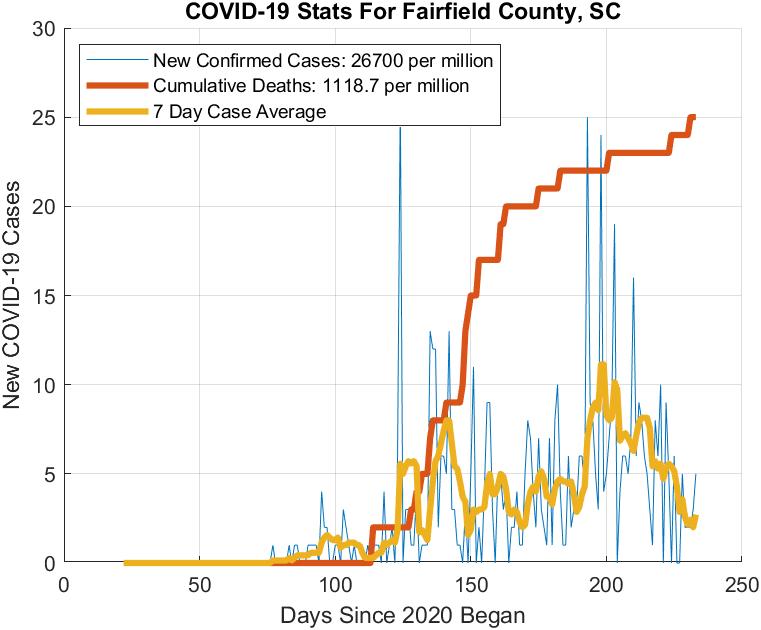 COVID-19 Stats For Fairfield County, SC
New Confirmed Cases: 26700 per million
Cumulative Deaths: 1118.7 per million
7 Day Case Average
New COVID-19 Cases
30
25
20
15
10
5
0
0 50 100 150 200 250
Days Since 2020 Began